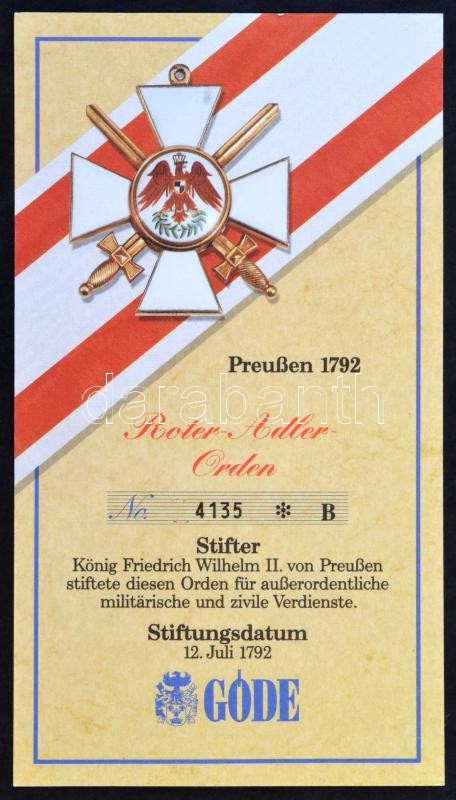 Preußen 1792
darabanth
Roter-Adler-
Orden
No. 4135 ✻ B
Stifter
König Friedrich Wilhelm II. von Preußen
stiftete diesen Orden für außerordentliche
militärische und zivile Verdienste.
Stiftungsdatum
12. Juli 1792
GÖDE